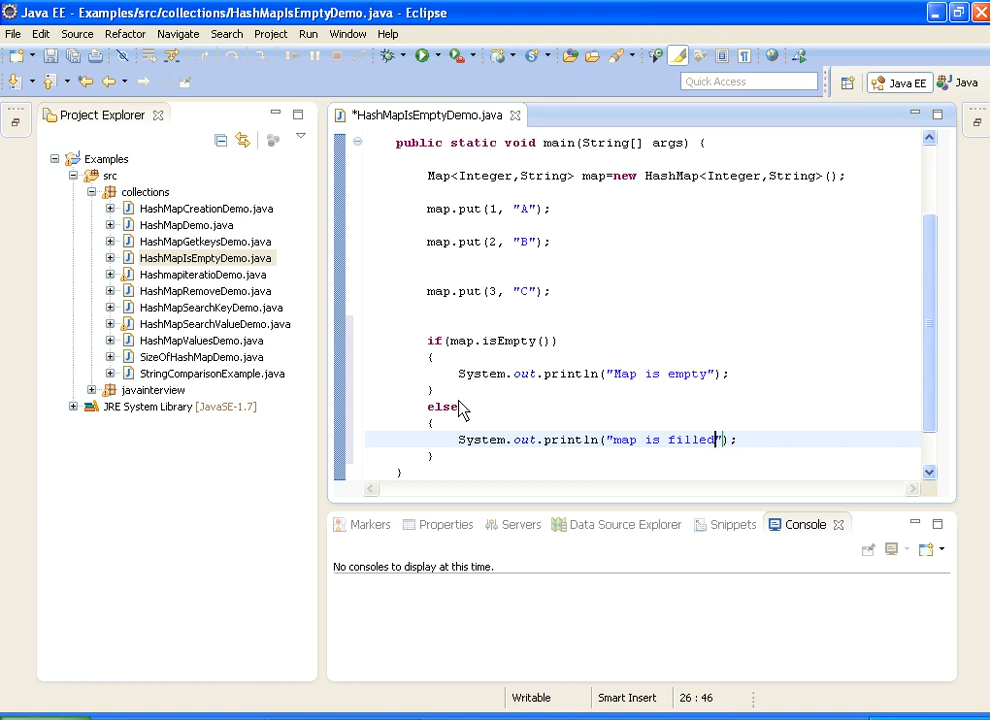 Java EE - Examples/src/collections/HashMapIsEmptyDemo.java - Eclipse
File Edit Source Refactor Navigate Search Project Run Window Help
Quick Access
Java EE
Java
Project Explorer
Examples
src
collections
HashMapCreationDemo.java
HashMapDemo.java
HashMapGetkeysDemo.java
HashMapIsEmptyDemo.java
HashmapiteratioDemo.java
HashMapRemoveDemo.java
HashMapSearchKeyDemo.java
HashMapSearchValueDemo.java
HashMapValuesDemo.java
SizeOfHashMapDemo.java
StringComparisonExample.java
javainterview
JRE System Library [JavaSE-1.7]
*HashMapIsEmptyDemo.java
public static void main(String[] args) {
Map<Integer,String> map=new HashMap<Integer,String>();
map.put(1, "A");
map.put(2, "B");
map.put(3, "C");
if(map.isEmpty())
{
System.out.println("Map is empty");
}
else
{
System.out.println("map is filled");
}
}
Markers Properties Servers Data Source Explorer Snippets Console
No consoles to display at this time.
Writable Smart Insert 26 : 46